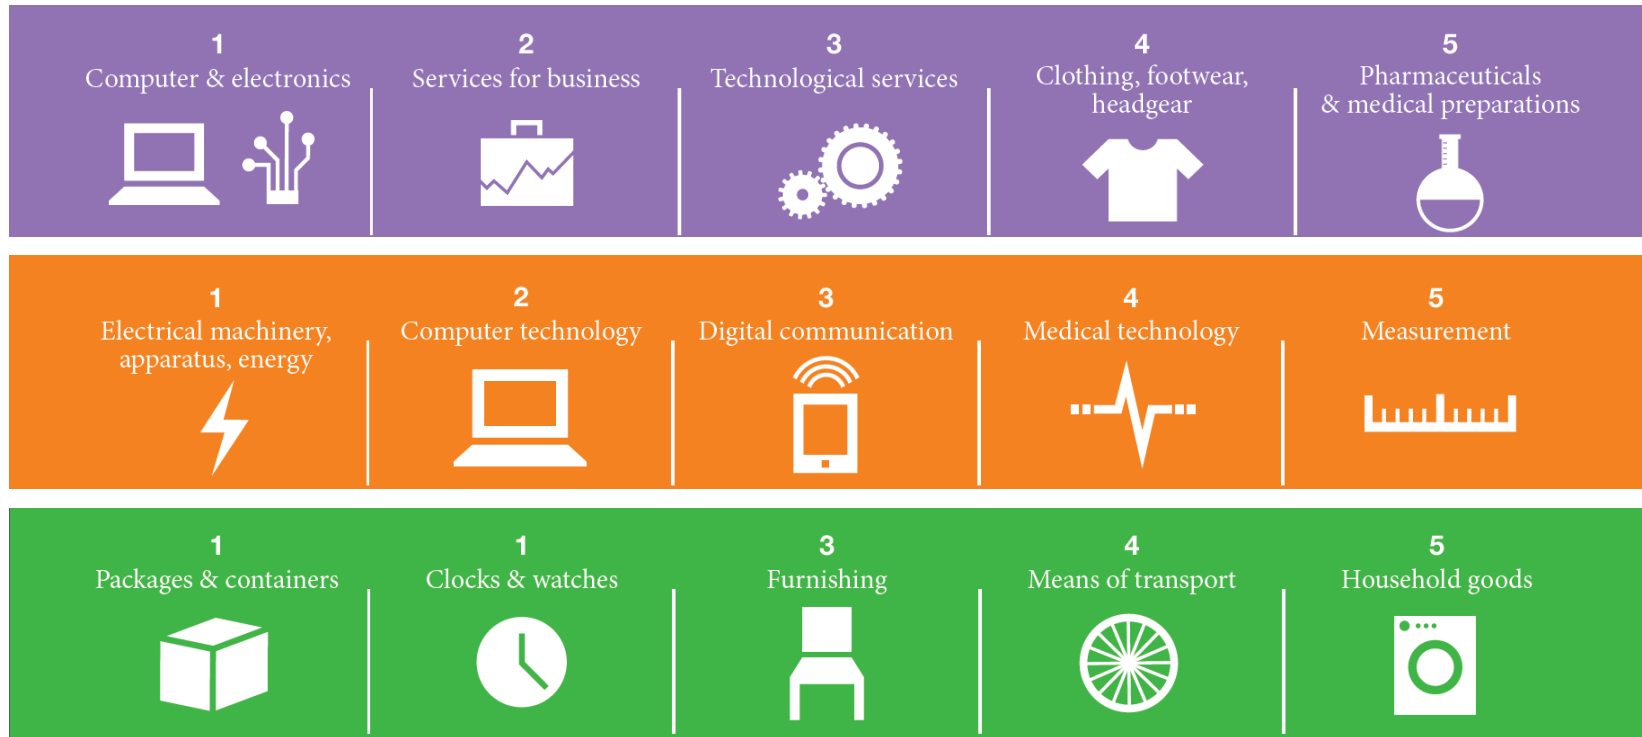 1
Computer & electronics
2
Services for business
3
Technological services
4
Clothing, footwear,
headgear
5
Pharmaceuticals
& medical preparations
1
Electrical machinery,
apparatus, energy
2
Computer technology
3
Digital communication
4
Medical technology
5
Measurement
1
Packages & containers
1
Clocks & watches
3
Furnishing
4
Means of transport
5
Household goods